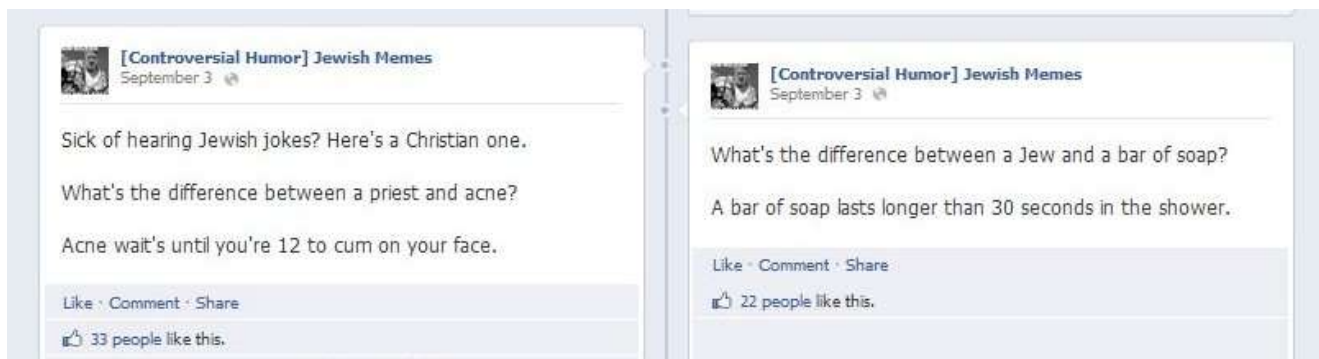 [Controversial Humor] Jewish Memes
September 3
Sick of hearing Jewish jokes? Here's a Christian one.
What's the difference between a priest and acne?
Acne wait's until you're 12 to cum on your face.
Like · Comment · Share
33 people like this.
[Controversial Humor] Jewish Memes
September 3
What's the difference between a Jew and a bar of soap?
A bar of soap lasts longer than 30 seconds in the shower.
Like · Comment · Share
22 people like this.